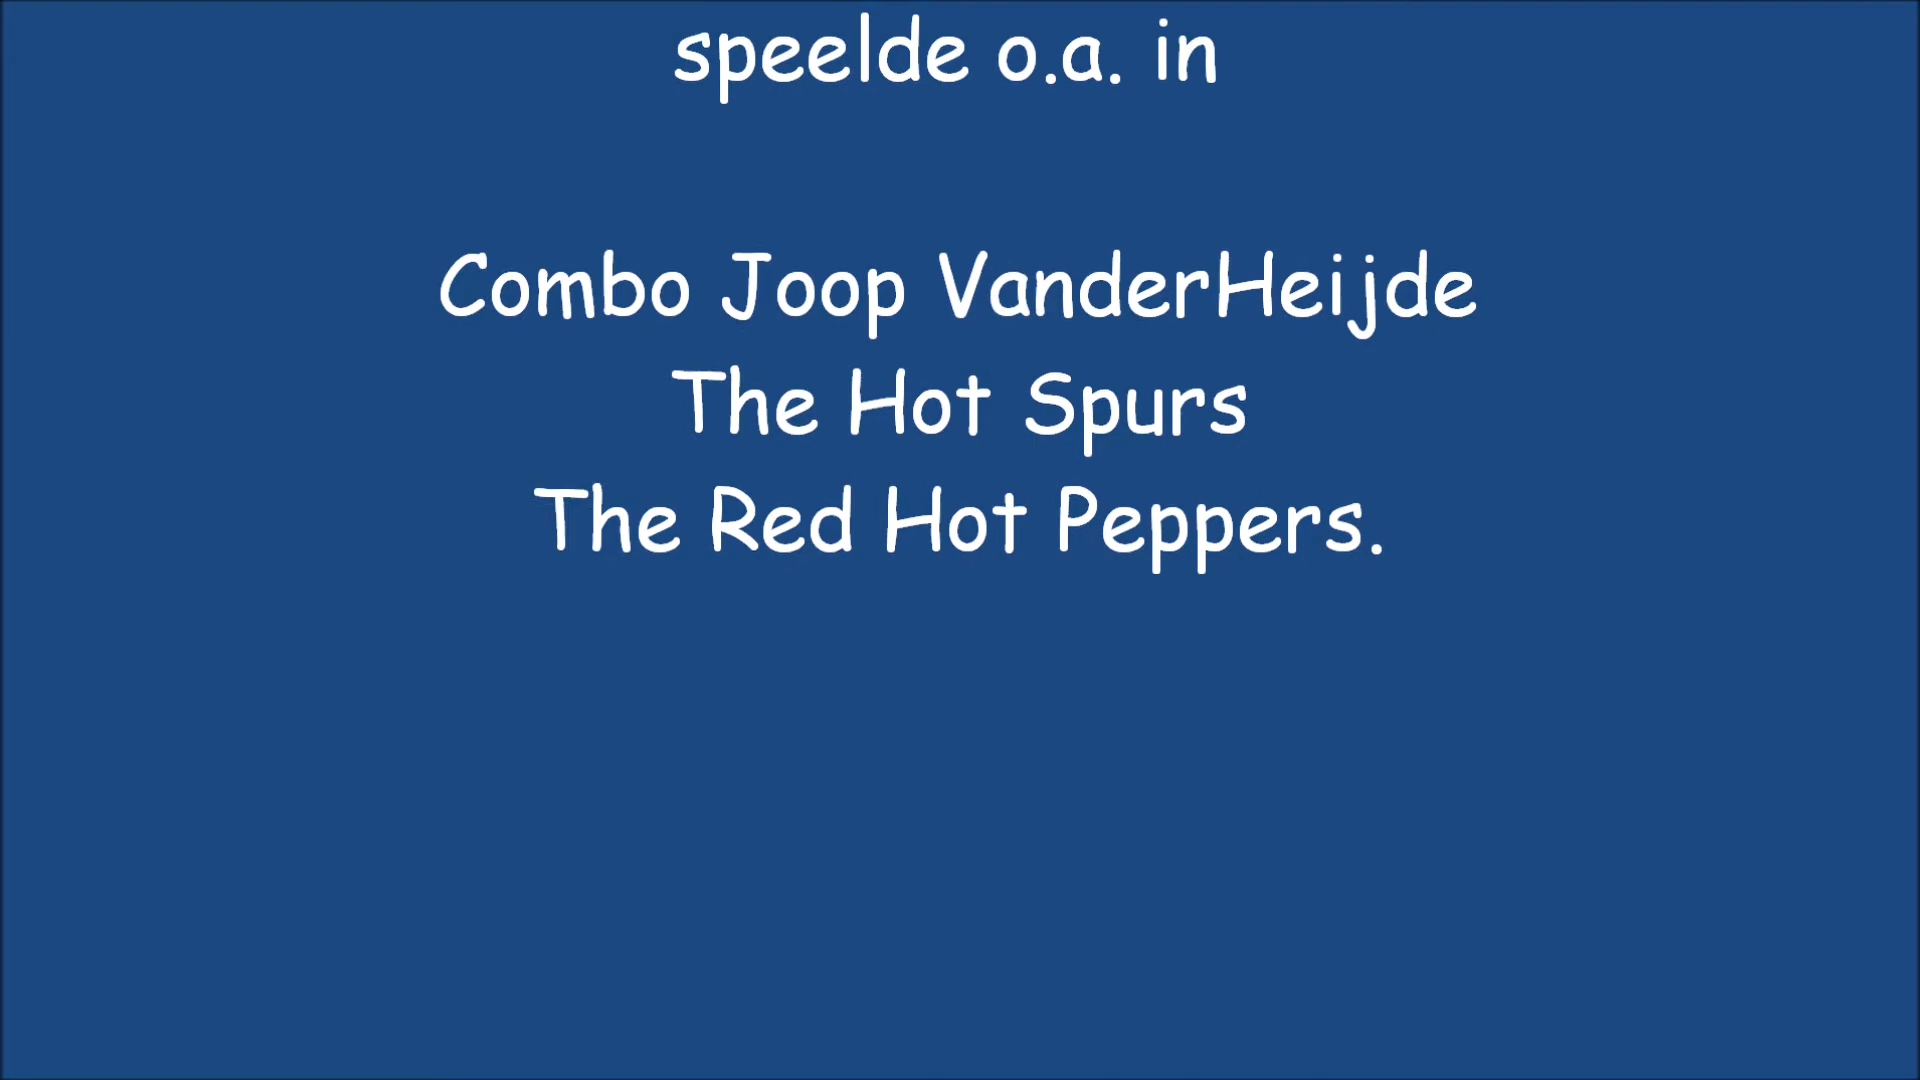 speelde o.a. in
Combo Joop VanderHeijde
The Hot Spurs
The Red Hot Peppers.